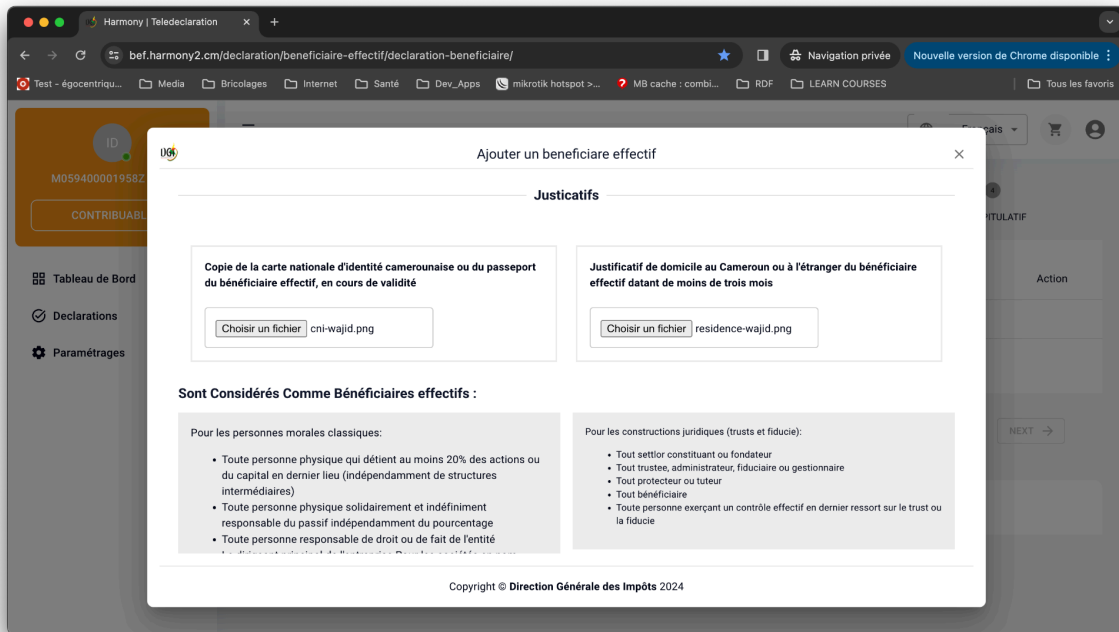 Harmony | Teledeclaration
bef.harmony2.cm/declaration/beneficiaire-effectif/declaration-beneficiaire/
Navigation privée
Nouvelle version de Chrome disponible
Test - égocentriqu...
Media
Bricolages
Internet
Santé
Dev_Apps
mikrotik hotspot >...
MB cache : combi...
RDF
LEARN COURSES
Tous les favoris
ID
M059400001958Z
CONTRIBUABL
Tableau de Bord
Declarations
Paramétrages
Ajouter un beneficiare effectif
Justicatifs
Copie de la carte nationale d'identité camerounaise ou du passeport
du bénéficiaire effectif, en cours de validité
Choisir un fichier cni-wajid.png
Justificatif de domicile au Cameroun ou à l'étranger du bénéficiaire
effectif datant de moins de trois mois
Choisir un fichier residence-wajid.png
Sont Considérés Comme Bénéficiaires effectifs :
Pour les personnes morales classiques:
• Toute personne physique qui détient au moins 20% des actions ou
du capital en dernier lieu (indépendamment de structures
intermédiaires)
• Toute personne physique solidairement et indéfiniment
responsable du passif indépendamment du pourcentage
• Toute personne responsable de droit ou de fait de l'entité
Pour les constructions juridiques (trusts et fiducie):
• Tout settlor constituant ou fondateur
• Tout trustee, administrateur, fiduciaire ou gestionnaire
• Tout protecteur ou tuteur
• Tout bénéficiaire
• Toute personne exerçant un contrôle effectif en dernier ressort sur le trust ou
la fiducie
Copyright © Direction Générale des Impôts 2024
4
PITULATIF
Action
NEXT